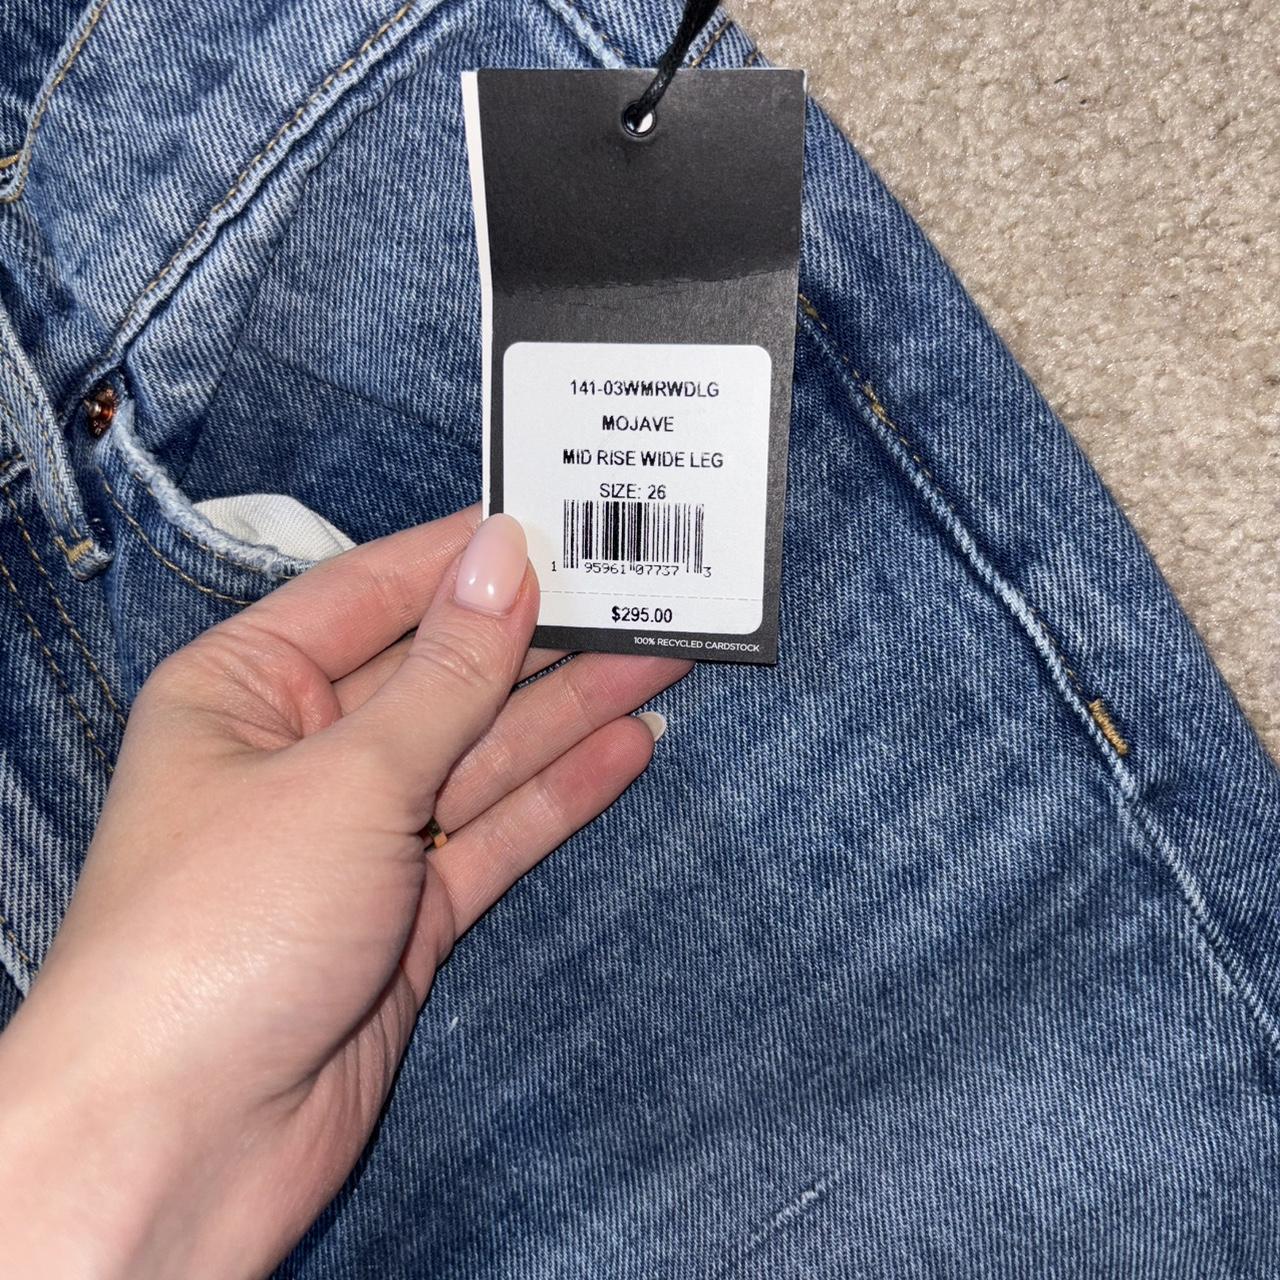 141-03WMRWDLG
MOJAVE
MID RISE WIDE LEG
SIZE: 26
1 95961 07737 3
$295.00
100% RECYCLED CARDSTOCK